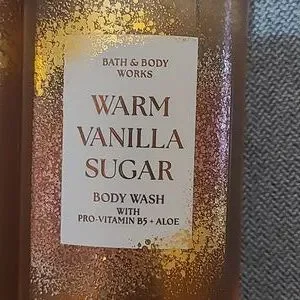 BATH & BODY
WORKS
WARM
VANILLA
SUGAR
BODY WASH
WITH
PRO-VITAMIN B5 + ALOE